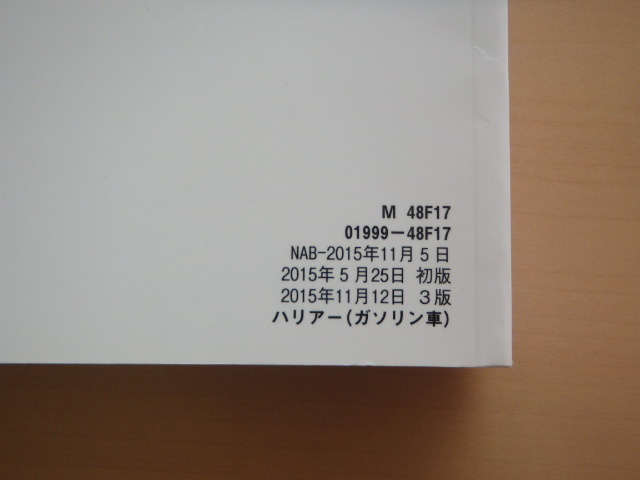 M 48F17
01999-48F17
NAB-2015年11月5日
2015年5月25日 初版
2015年11月12日 3版
ハリアー(ガソリン車)